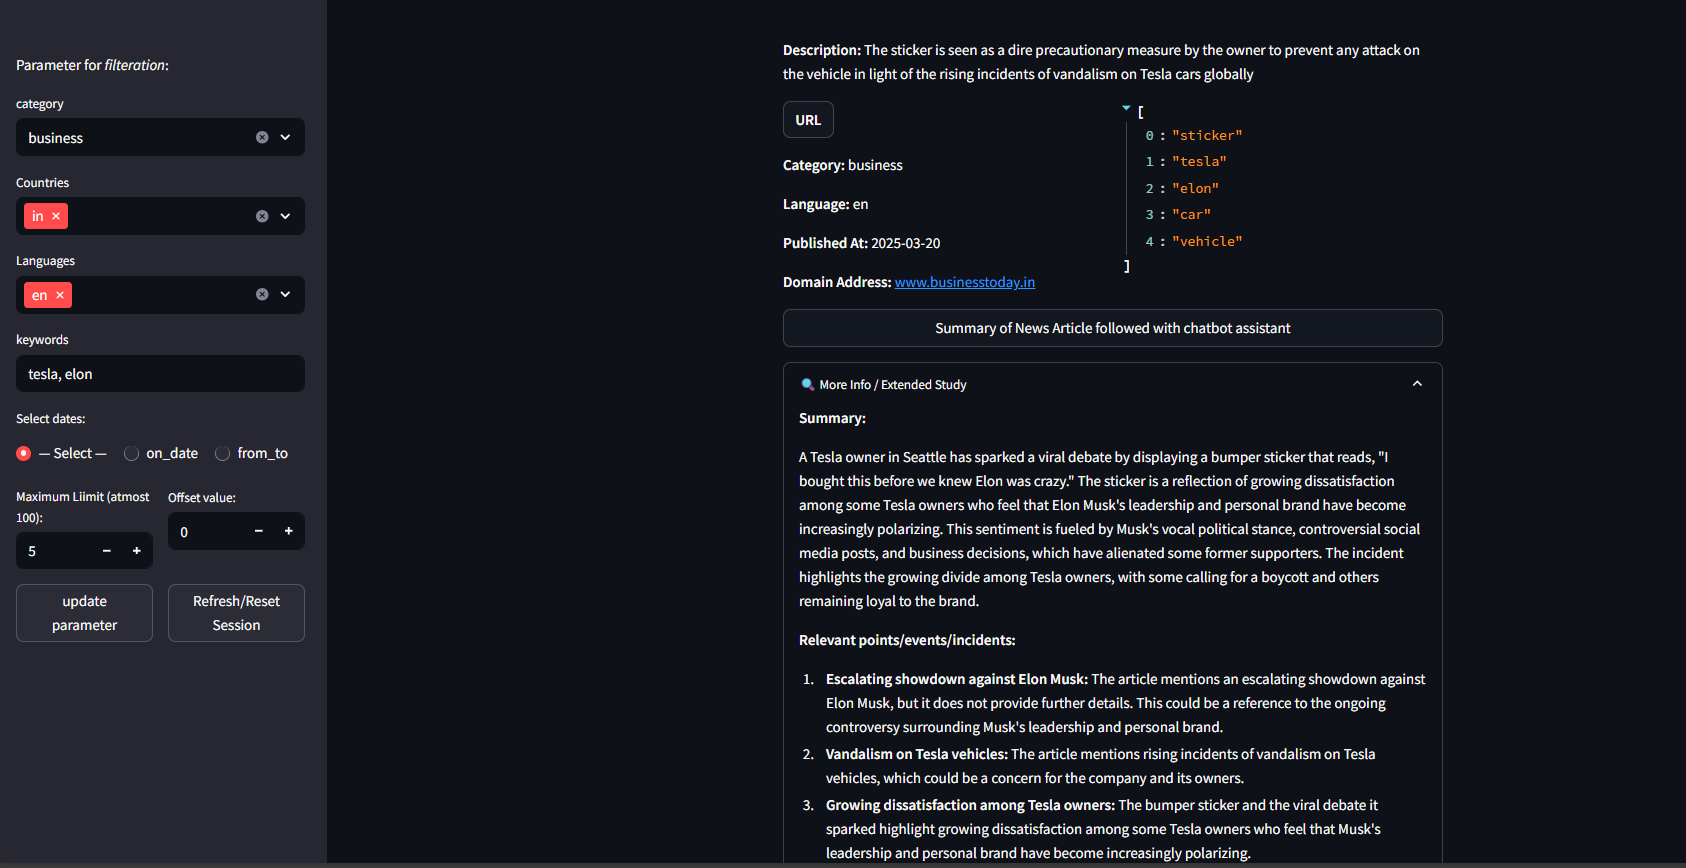 Parameter for filteration:
category
business
Countries
in ×
Languages
en ×
keywords
tesla, elon
Select dates:
— Select —
on_date
from_to
Maximum Liimit (atmost
100):
5 − +
Offset value:
0 − +
update
parameter
Refresh/Reset
Session
Description: The sticker is seen as a dire precautionary measure by the owner to prevent any attack on
the vehicle in light of the rising incidents of vandalism on Tesla cars globally
URL
Category: business
Language: en
Published At: 2025-03-20
Domain Address: www.businesstoday.in
[
0 : "sticker"
1 : "tesla"
2 : "elon"
3 : "car"
4 : "vehicle"
]
Summary of News Article followed with chatbot assistant
More Info / Extended Study
Summary:
A Tesla owner in Seattle has sparked a viral debate by displaying a bumper sticker that reads, "I
bought this before we knew Elon was crazy." The sticker is a reflection of growing dissatisfaction
among some Tesla owners who feel that Elon Musk's leadership and personal brand have become
increasingly polarizing. This sentiment is fueled by Musk's vocal political stance, controversial social
media posts, and business decisions, which have alienated some former supporters. The incident
highlights the growing divide among Tesla owners, with some calling for a boycott and others
remaining loyal to the brand.
Relevant points/events/incidents:
1. Escalating showdown against Elon Musk: The article mentions an escalating showdown against
Elon Musk, but it does not provide further details. This could be a reference to the ongoing
controversy surrounding Musk's leadership and personal brand.
2. Vandalism on Tesla vehicles: The article mentions rising incidents of vandalism on Tesla
vehicles, which could be a concern for the company and its owners.
3. Growing dissatisfaction among Tesla owners: The bumper sticker and the viral debate it
sparked highlight growing dissatisfaction among some Tesla owners who feel that Musk's
leadership and personal brand have become increasingly polarizing.